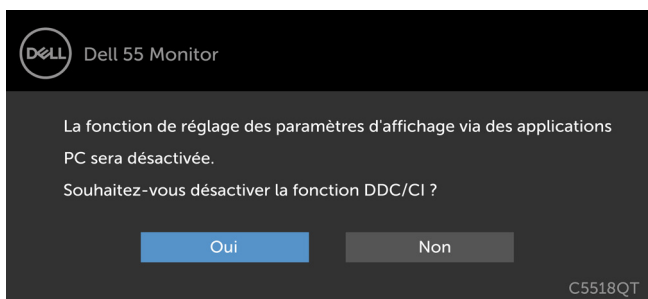 DELL Dell 55 Monitor
La fonction de réglage des paramètres d'affichage via des applications
PC sera désactivée.
Souhaitez-vous désactiver la fonction DDC/CI ?
Oui Non
C5518QT